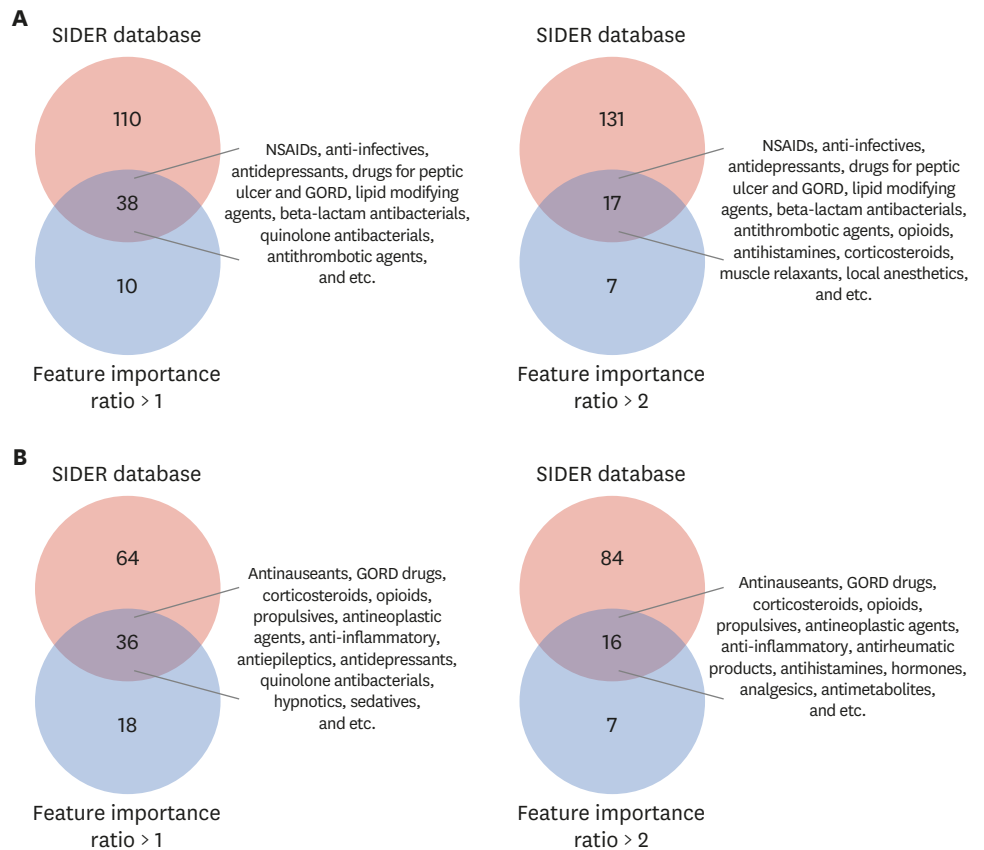 A
SIDER database
110
38
10
NSAIDs, anti-infectives,
antidepressants, drugs for peptic
ulcer and GORD, lipid modifying
agents, beta-lactam antibacterials,
quinolone antibacterials,
antithrombotic agents,
and etc.
Feature importance
ratio > 1
SIDER database
131
17
7
NSAIDs, anti-infectives,
antidepressants, drugs for peptic
ulcer and GORD, lipid modifying
agents, beta-lactam antibacterials,
antithrombotic agents, opioids,
antihistamines, corticosteroids,
muscle relaxants, local anesthetics,
and etc.
Feature importance
ratio > 2
B
SIDER database
64
36
18
Antinauseants, GORD drugs,
corticosteroids, opioids,
propulsives, antineoplastic
agents, anti-inflammatory,
antiepileptics, antidepressants,
quinolone antibacterials,
hypnotics, sedatives,
and etc.
Feature importance
ratio > 1
SIDER database
84
16
7
Antinauseants, GORD drugs,
corticosteroids, opioids,
propulsives, antineoplastic agents,
anti-inflammatory, antirheumatic
products, antihistamines, hormones,
analgesics, antimetabolites,
and etc.
Feature importance
ratio > 2